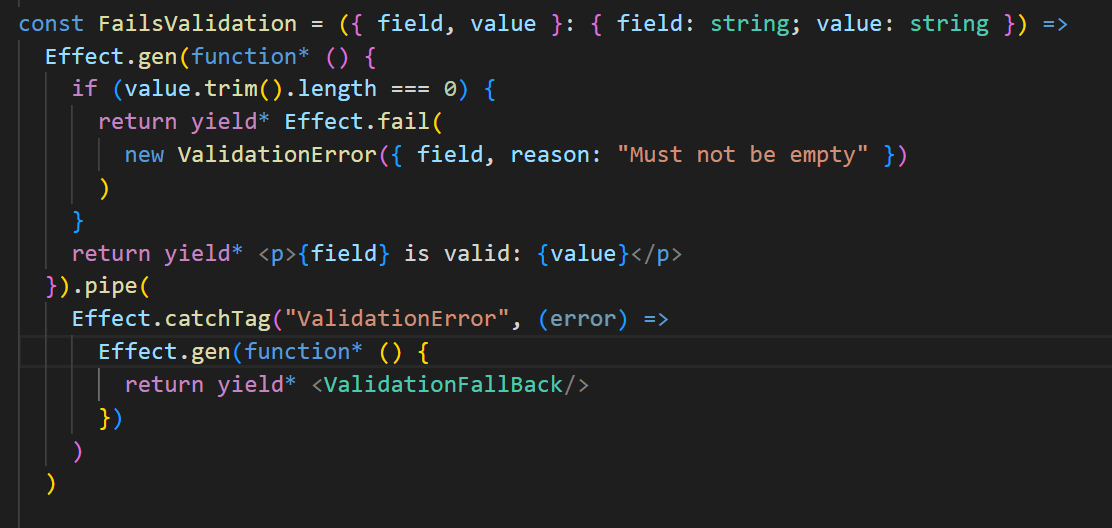 const FailsValidation = ({ field, value }: { field: string; value: string }) =>
  Effect.gen(function* () {
    if (value.trim().length === 0) {
      return yield* Effect.fail(
        new ValidationError({ field, reason: "Must not be empty" })
      )
    }
    return yield* <p>{field} is valid: {value}</p>
  }).pipe(
    Effect.catchTag("ValidationError", (error) =>
      Effect.gen(function* () {
        return yield* <ValidationFallBack/>
      })
    )
  )